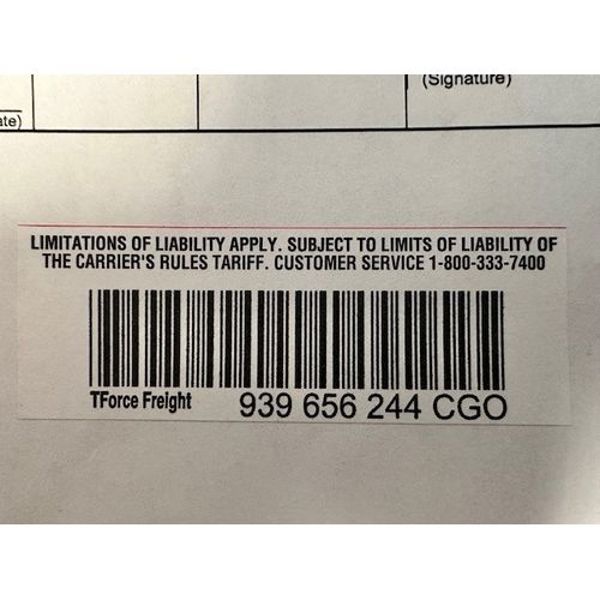 (Signature)
ate)
LIMITATIONS OF LIABILITY APPLY. SUBJECT TO LIMITS OF LIABILITY OF
THE CARRIER'S RULES TARIFF. CUSTOMER SERVICE 1-800-333-7400
TForce Freight 939 656 244 CGO